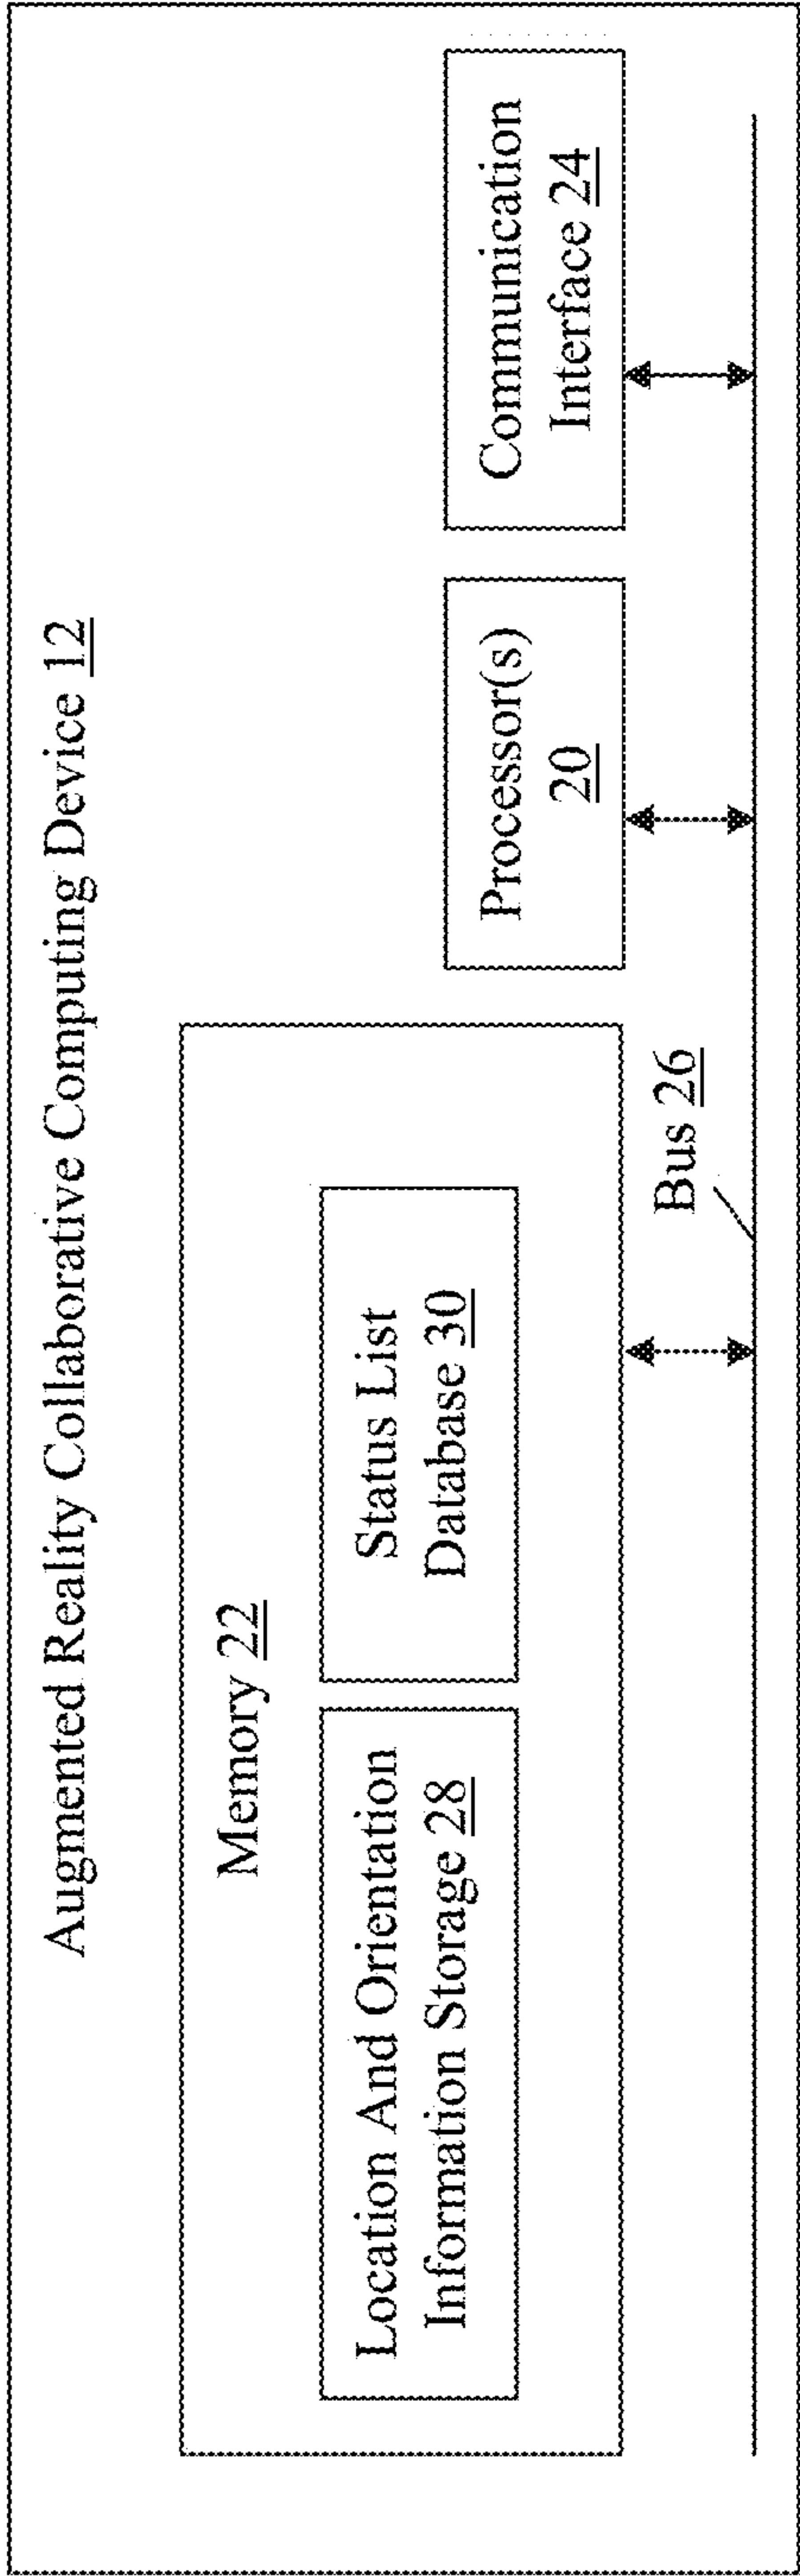 Augmented Reality Collaborative Computing Device 12
Memory 22
Location And Orientation
Information Storage 28
Status List
Database 30
Processor(s)
20
Communication
Interface 24
Bus 26